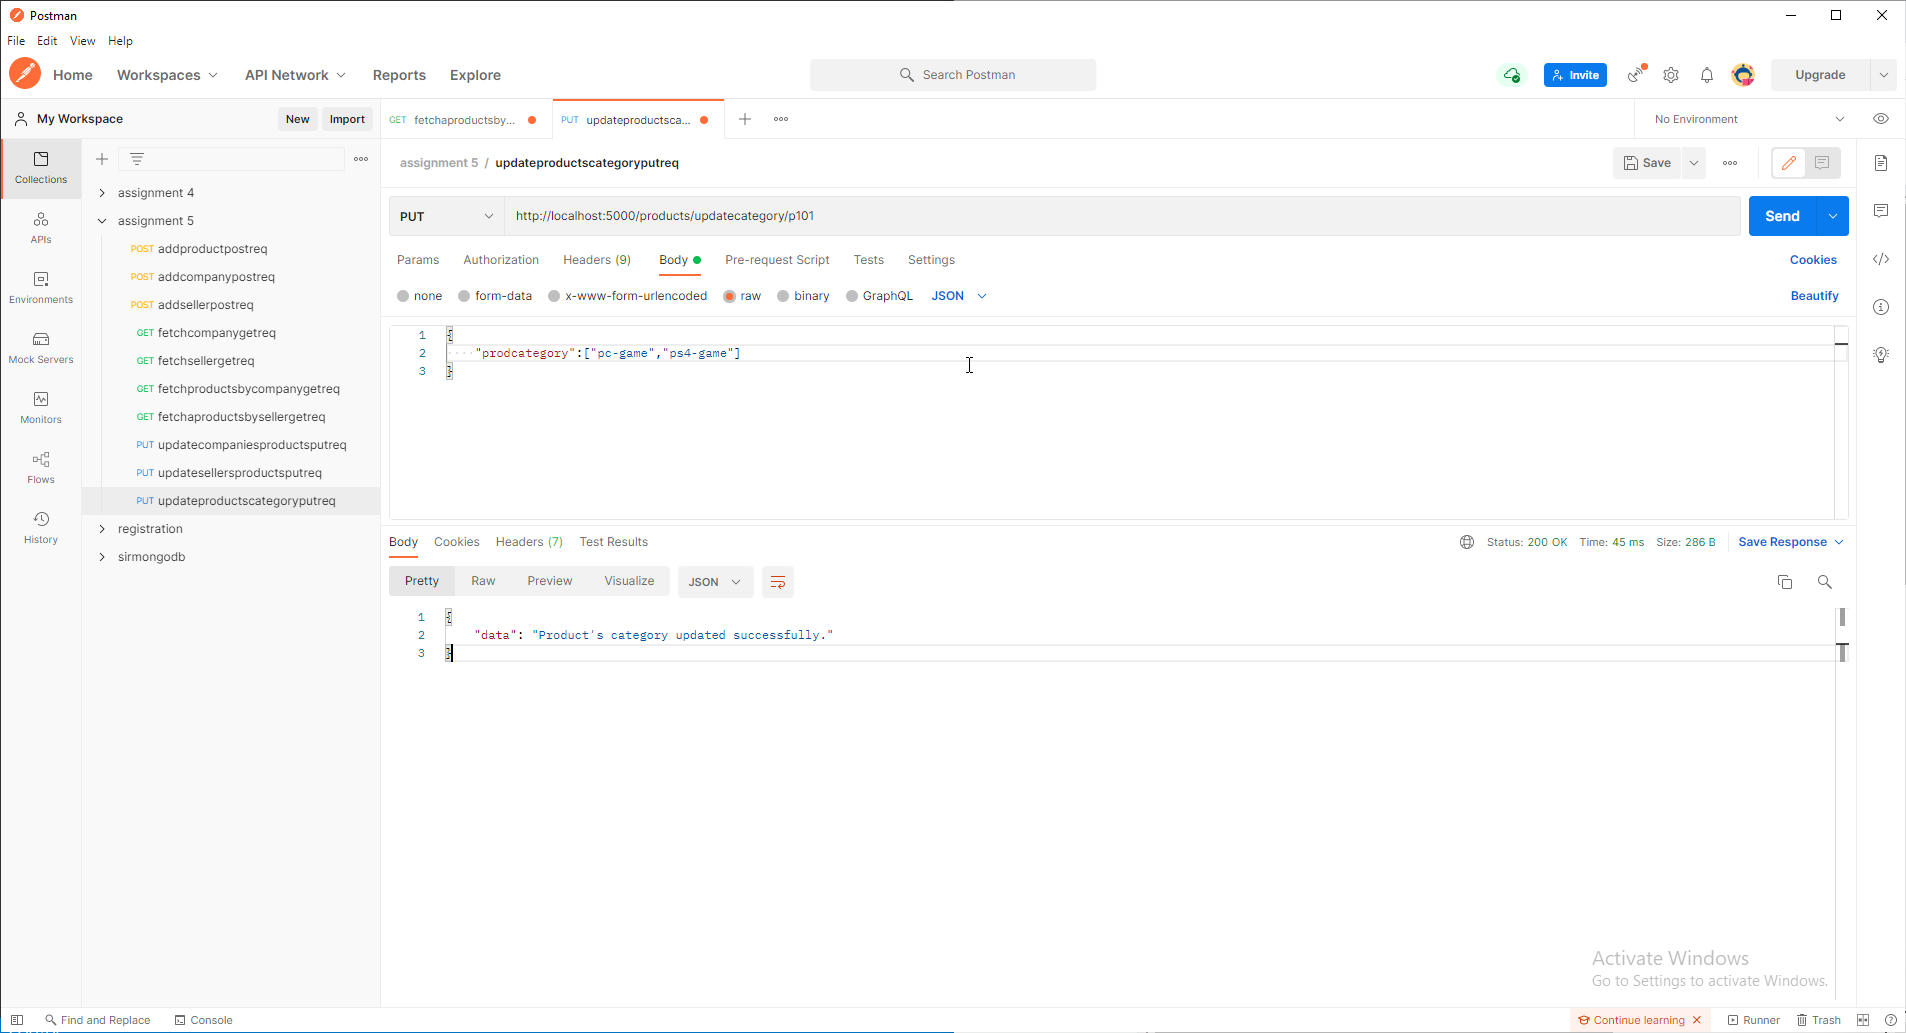 Postman
File Edit View Help
Home Workspaces API Network Reports Explore Search Postman Invite Upgrade
My Workspace New Import GET fetchaproductsby... PUT updateproductsca... No Environment
Collections
APIs
Environments
Mock Servers
Monitors
Flows
History
assignment 4
assignment 5
POST addproductpostreq
POST addcompanypostreq
POST addsellerpostreq
GET fetchcompanygetreq
GET fetchsellergetreq
GET fetchproductsbycompanygetreq
GET fetchaproductsbysellergetreq
PUT updatecompaniesproductsputreq
PUT updatesellersproductsputreq
PUT updateproductscategoryputreq
registration
sirmongodb
assignment 5 / updateproductscategoryputreq Save
PUT http://localhost:5000/products/updatecategory/p101 Send
Params Authorization Headers (9) Body Pre-request Script Tests Settings Cookies
none form-data x-www-form-urlencoded raw binary GraphQL JSON Beautify
1 {
2 "prodcategory":["pc-game","ps4-game"]
3 }
Body Cookies Headers (7) Test Results Status: 200 OK Time: 45 ms Size: 286 B Save Response
Pretty Raw Preview Visualize JSON
1 {
2 "data": "Product's category updated successfully."
3 }
Activate Windows
Go to Settings to activate Windows.
Find and Replace Console Continue learning Runner Trash